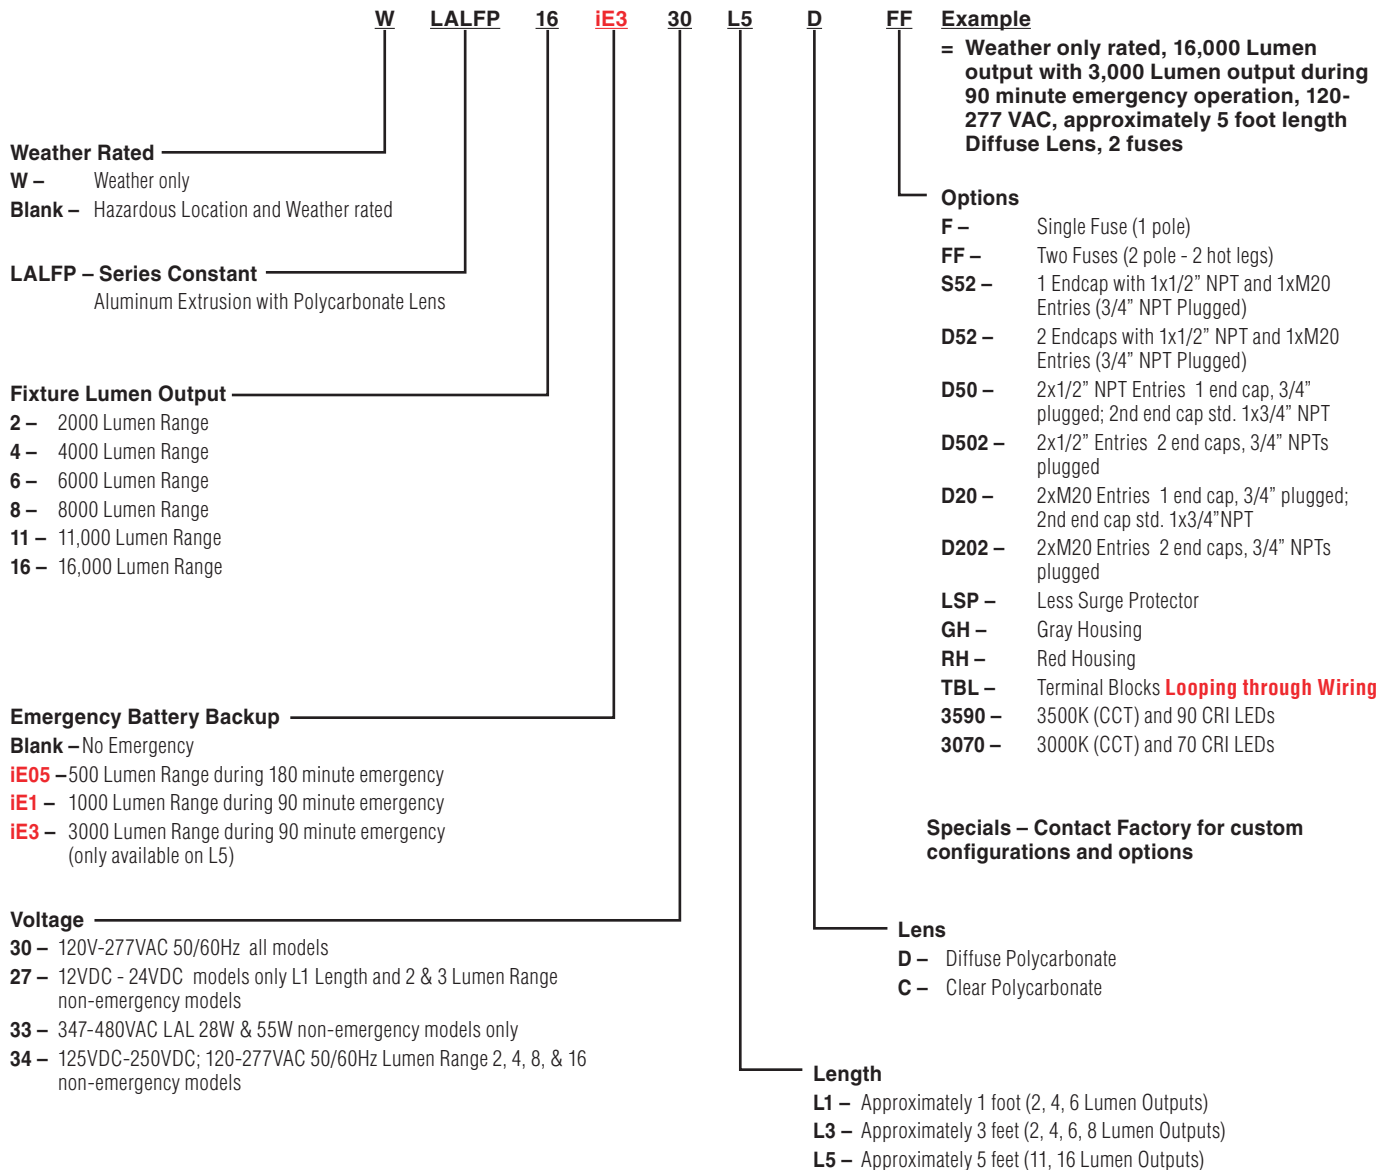 W LALFP 16 iE3 30 L5 D FF Example
= Weather only rated, 16,000 Lumen
output with 3,000 Lumen output during
90 minute emergency operation, 120-
277 VAC, approximately 5 foot length
Diffuse Lens, 2 fuses
Weather Rated
W – Weather only
Blank – Hazardous Location and Weather rated
LALFP – Series Constant
Aluminum Extrusion with Polycarbonate Lens
Fixture Lumen Output
2 – 2000 Lumen Range
4 – 4000 Lumen Range
6 – 6000 Lumen Range
8 – 8000 Lumen Range
11 – 11,000 Lumen Range
16 – 16,000 Lumen Range
Emergency Battery Backup
Blank – No Emergency
iE05 – 500 Lumen Range during 180 minute emergency
iE1 – 1000 Lumen Range during 90 minute emergency
iE3 – 3000 Lumen Range during 90 minute emergency
(only available on L5)
Voltage
30 – 120V-277VAC 50/60Hz all models
27 – 12VDC - 24VDC models only L1 Length and 2 & 3 Lumen Range
non-emergency models
33 – 347-480VAC LAL 28W & 55W non-emergency models only
34 – 125VDC-250VDC; 120-277VAC 50/60Hz Lumen Range 2, 4, 8, & 16
non-emergency models
Options
F – Single Fuse (1 pole)
FF – Two Fuses (2 pole - 2 hot legs)
S52 – 1 Endcap with 1x1/2” NPT and 1xM20
Entries (3/4” NPT Plugged)
D52 – 2 Endcaps with 1x1/2” NPT and 1xM20
Entries (3/4” NPT Plugged)
D50 – 2x1/2” NPT Entries 1 end cap, 3/4”
plugged; 2nd end cap std. 1x3/4” NPT
D502 – 2x1/2” Entries 2 end caps, 3/4” NPTs
plugged
D20 – 2xM20 Entries 1 end cap, 3/4” plugged;
2nd end cap std. 1x3/4”NPT
D202 – 2xM20 Entries 2 end caps, 3/4” NPTs
plugged
LSP – Less Surge Protector
GH – Gray Housing
RH – Red Housing
TBL – Terminal Blocks Looping through Wiring
3590 – 3500K (CCT) and 90 CRI LEDs
3070 – 3000K (CCT) and 70 CRI LEDs
Specials – Contact Factory for custom
configurations and options
Lens
D – Diffuse Polycarbonate
C – Clear Polycarbonate
Length
L1 – Approximately 1 foot (2, 4, 6 Lumen Outputs)
L3 – Approximately 3 feet (2, 4, 6, 8 Lumen Outputs)
L5 – Approximately 5 feet (11, 16 Lumen Outputs)